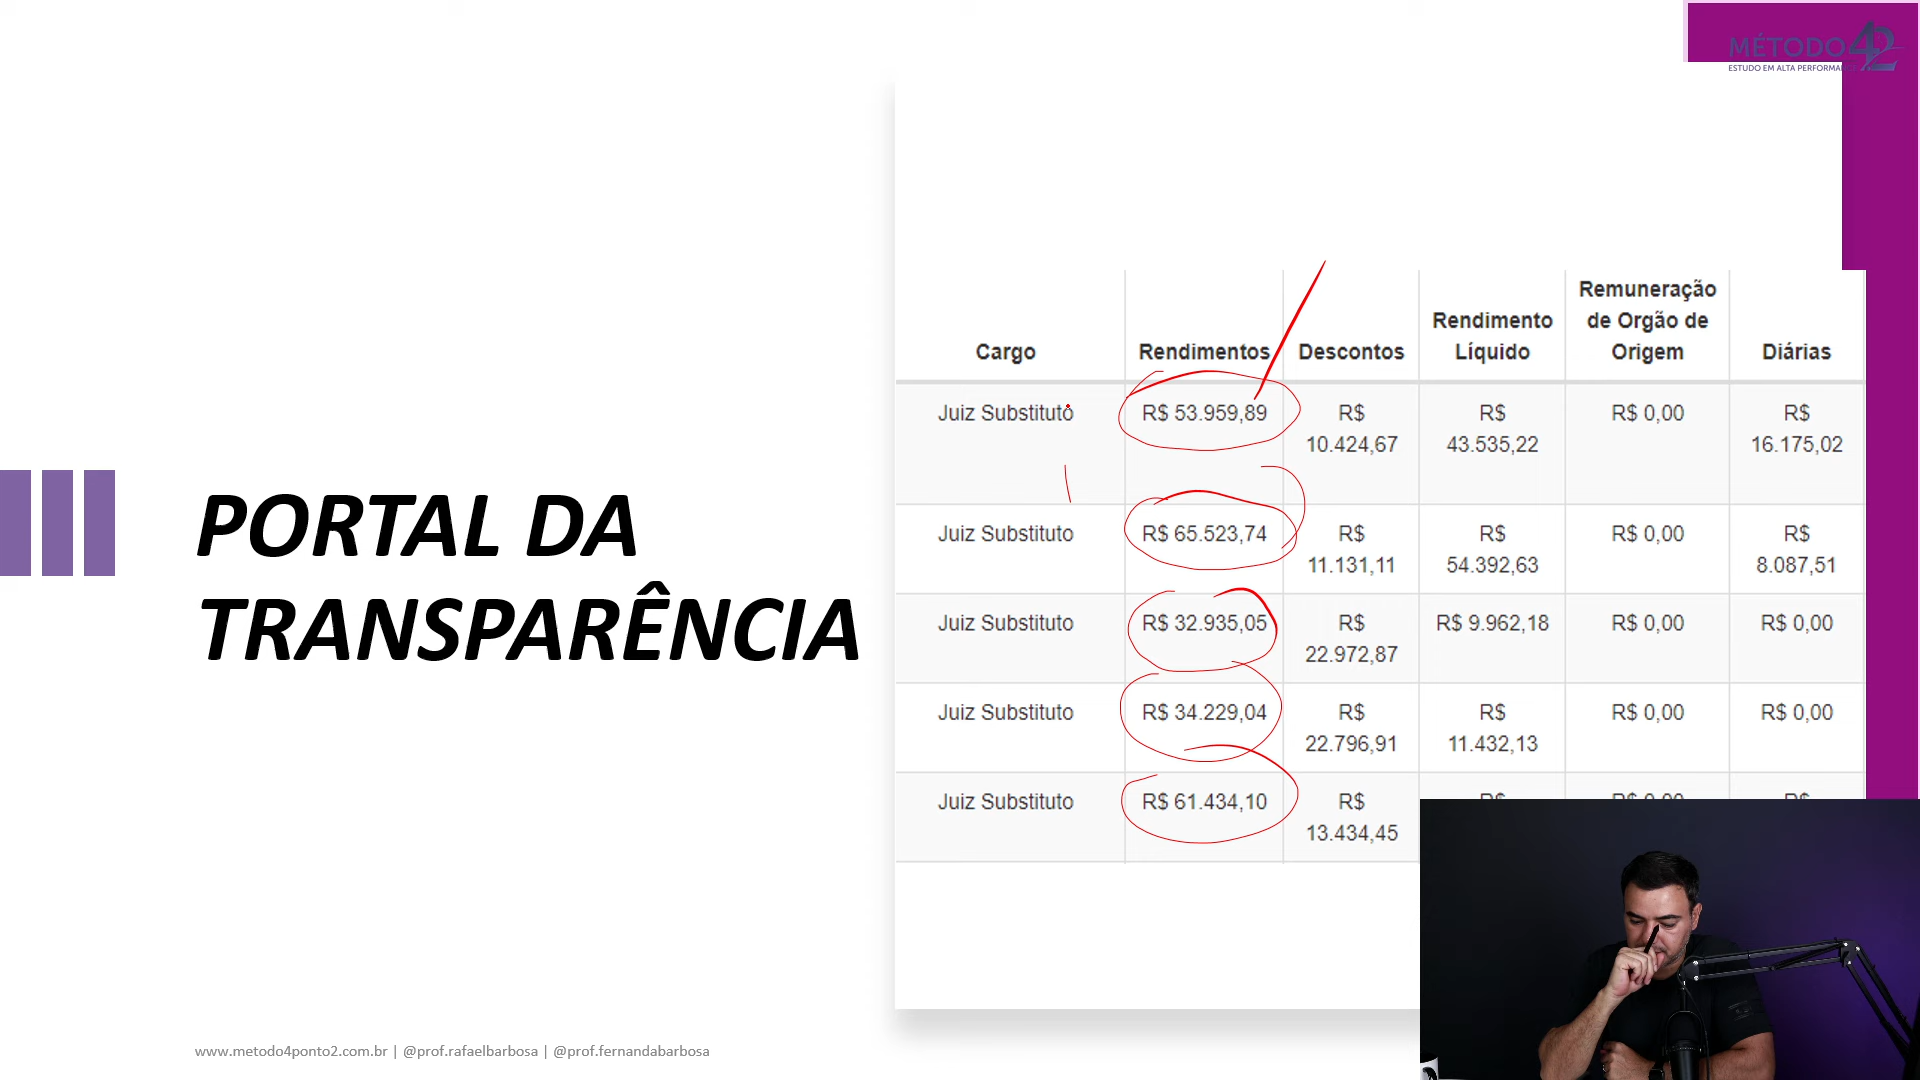 MÉTODO 42
ESTUDO EM ALTA PERFORMANCE
PORTAL DA
TRANSPARÊNCIA
Cargo Rendimentos Descontos Rendimento Líquido Remuneração de Orgão de Origem Diárias
Juiz Substituto R$ 53.959,89 R$ 10.424,67 R$ 43.535,22 R$ 0,00 R$ 16.175,02
Juiz Substituto R$ 65.523,74 R$ 11.131,11 R$ 54.392,63 R$ 0,00 R$ 8.087,51
Juiz Substituto R$ 32.935,05 R$ 22.972,87 R$ 9.962,18 R$ 0,00 R$ 0,00
Juiz Substituto R$ 34.229,04 R$ 22.796,91 R$ 11.432,13 R$ 0,00 R$ 0,00
Juiz Substituto R$ 61.434,10 R$ 13.434,45
www.metodo4ponto2.com.br | @prof.rafaelbarbosa | @prof.fernandabarbosa